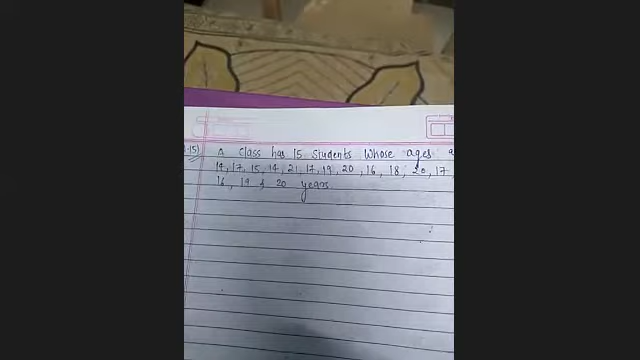 -15) A class has 15 students whose ages a
14, 17, 15, 14, 21, 17, 19, 20, 16, 18, 20, 17
16, 19 & 20 years